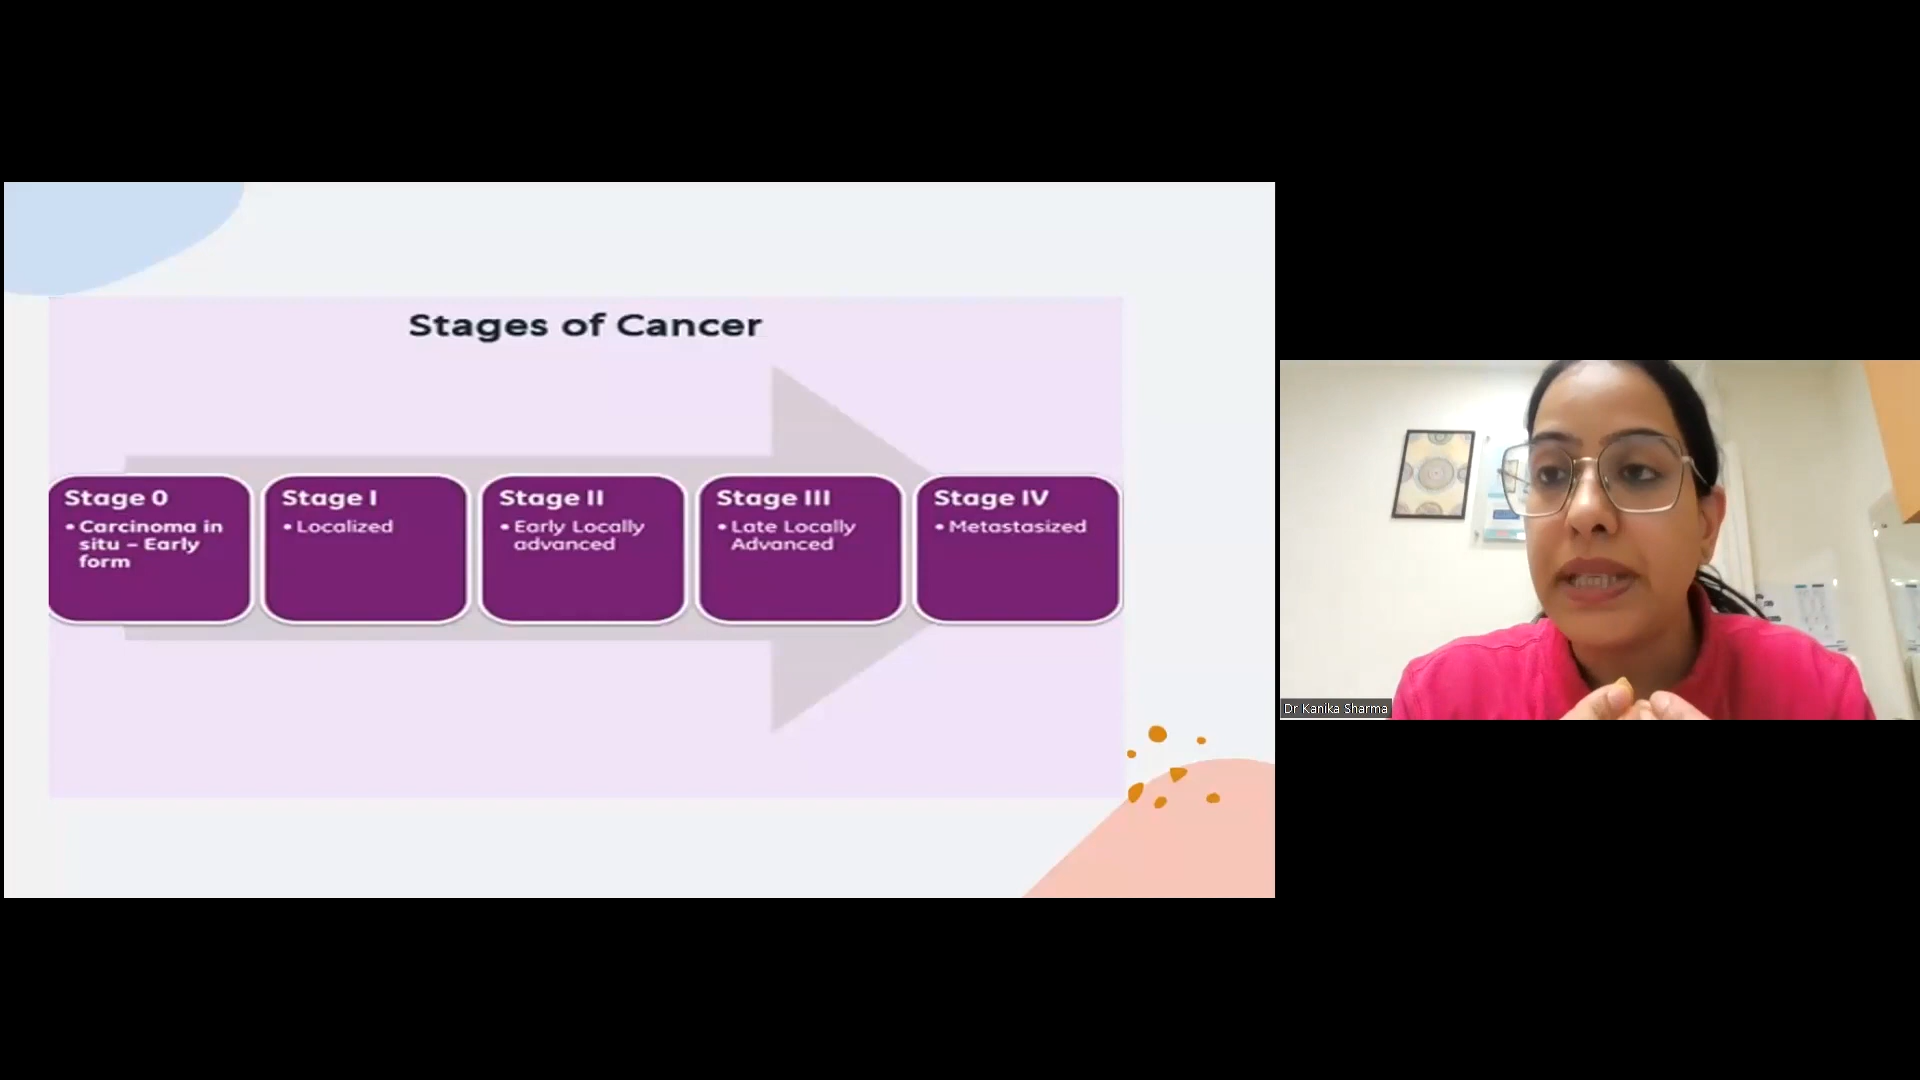 Stages of Cancer
Stage 0
• Carcinoma in
situ – Early
form
Stage I
• Localized
Stage II
• Early Locally
advanced
Stage III
• Late Locally
Advanced
Stage IV
• Metastasized
Dr Kanika Sharma